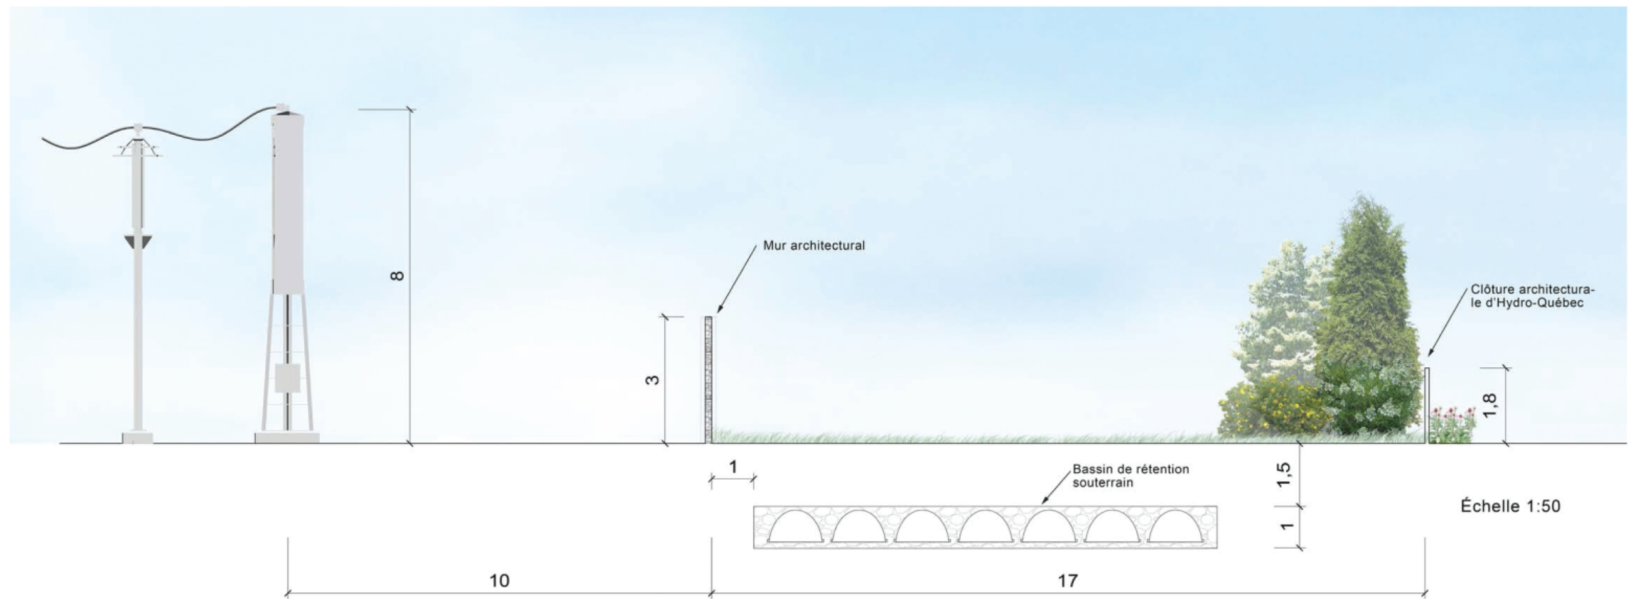 Mur architectural
Clôture architectura-
le d'Hydro-Québec
8
3
1,8
1
Bassin de rétention
souterrain
1,5
1
Échelle 1:50
10
17